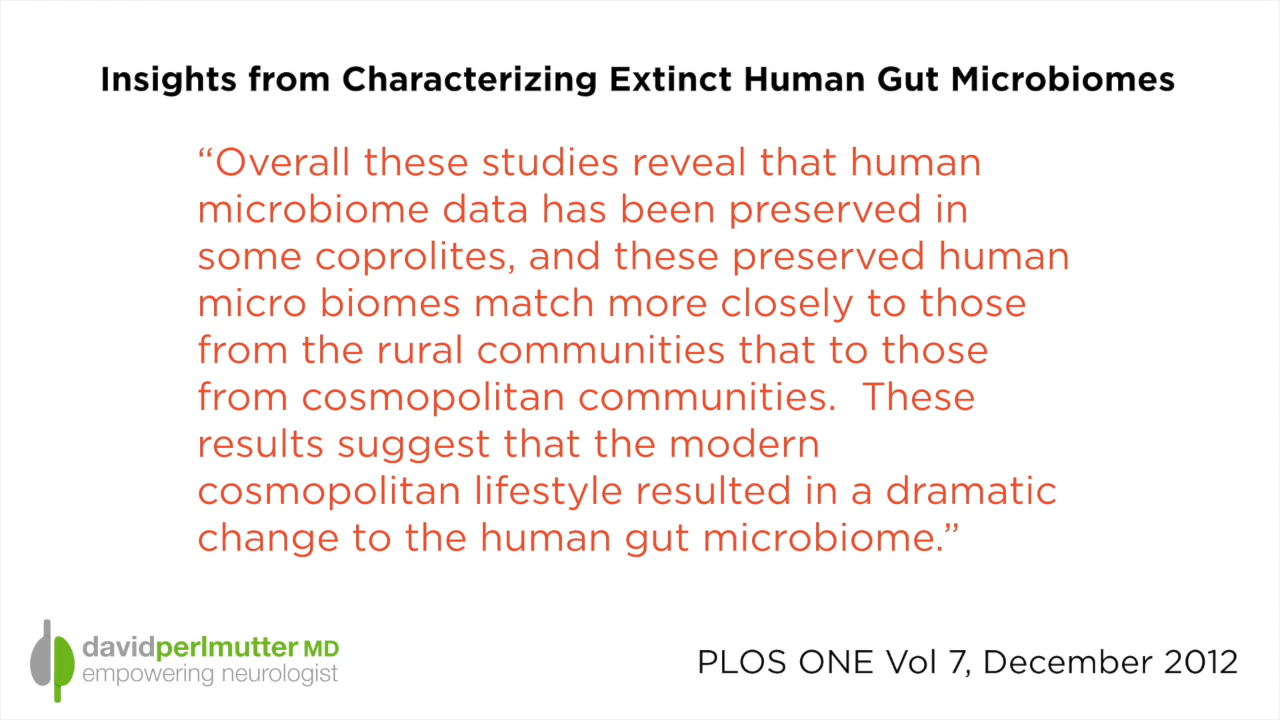 Insights from Characterizing Extinct Human Gut Microbiomes
“Overall these studies reveal that human
microbiome data has been preserved in
some coprolites, and these preserved human
micro biomes match more closely to those
from the rural communities that to those
from cosmopolitan communities.  These
results suggest that the modern
cosmopolitan lifestyle resulted in a dramatic
change to the human gut microbiome.”
davidperlmutter MD
empowering neurologist
PLOS ONE Vol 7, December 2012